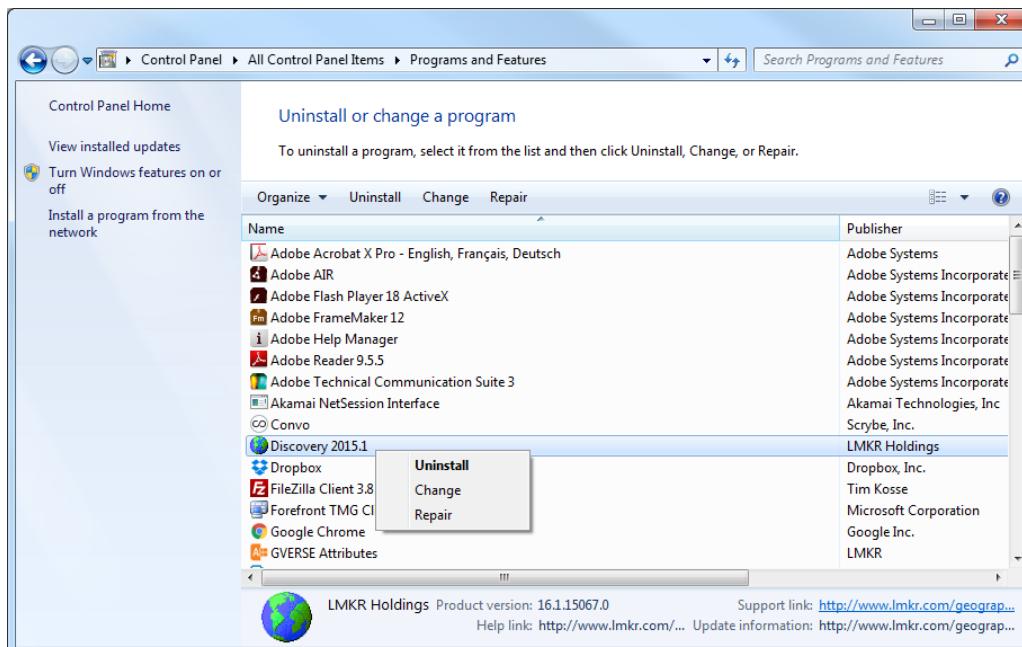 Control Panel ▸ All Control Panel Items ▸ Programs and Features
Search Programs and Features
Control Panel Home
View installed updates
Turn Windows features on or
off
Install a program from the
network
Uninstall or change a program
To uninstall a program, select it from the list and then click Uninstall, Change, or Repair.
Organize Uninstall Change Repair
Name Publisher
Adobe Acrobat X Pro - English, Français, Deutsch Adobe Systems
Adobe AIR Adobe Systems Incorporate
Adobe Flash Player 18 ActiveX Adobe Systems Incorporate
Fm Adobe FrameMaker 12 Adobe Systems Incorporate
Adobe Help Manager Adobe Systems Incorporate
Adobe Reader 9.5.5 Adobe Systems Incorporate
Adobe Technical Communication Suite 3 Adobe Systems Incorporate
Akamai NetSession Interface Akamai Technologies, Inc
Convo Scrybe, Inc.
Discovery 2015.1 LMKR Holdings
Dropbox Dropbox, Inc.
FileZilla Client 3.8 Tim Kosse
Forefront TMG Cl Microsoft Corporation
Google Chrome Google Inc.
GVERSE Attributes LMKR
Uninstall
Change
Repair
LMKR Holdings Product version: 16.1.15067.0 Support link: http://www.lmkr.com/geograp...
Help link: http://www.lmkr.com/... Update information: http://www.lmkr.com/geograp...